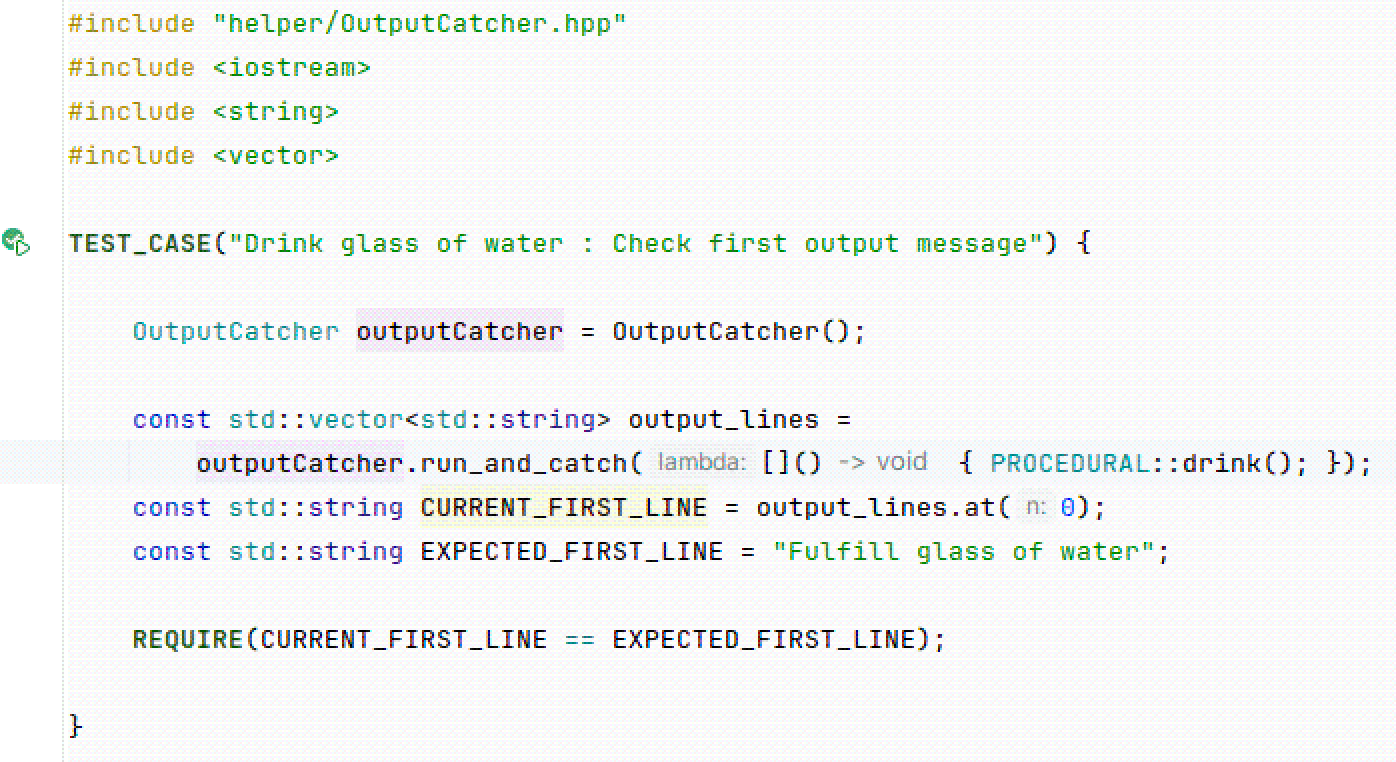 #include "helper/OutputCatcher.hpp"
#include <iostream>
#include <string>
#include <vector>
TEST_CASE("Drink glass of water : Check first output message") {
OutputCatcher outputCatcher = OutputCatcher();
const std::vector<std::string> output_lines =
outputCatcher.run_and_catch( lambda: []() -> void { PROCEDURAL::drink(); });
const std::string CURRENT_FIRST_LINE = output_lines.at( n: 0);
const std::string EXPECTED_FIRST_LINE = "Fulfill glass of water";
REQUIRE(CURRENT_FIRST_LINE == EXPECTED_FIRST_LINE);
}